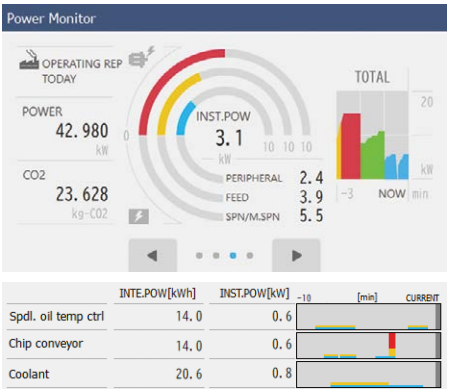 Power Monitor
OPERATING REP
TODAY
POWER
42.980
kW
CO2
23.628
kg-CO2
0
INST.POW
3.1
kW
10 10 10
PERIPHERAL 2.4
FEED 3.9
SPN/M.SPN 5.5
TOTAL
20
kW
-3 NOW min
INTE.POW[kWh] INST.POW[kW] -10 [min] CURRENT
Spdl. oil temp ctrl 14.0 0.6
Chip conveyor 14.0 0.6
Coolant 20.6 0.8